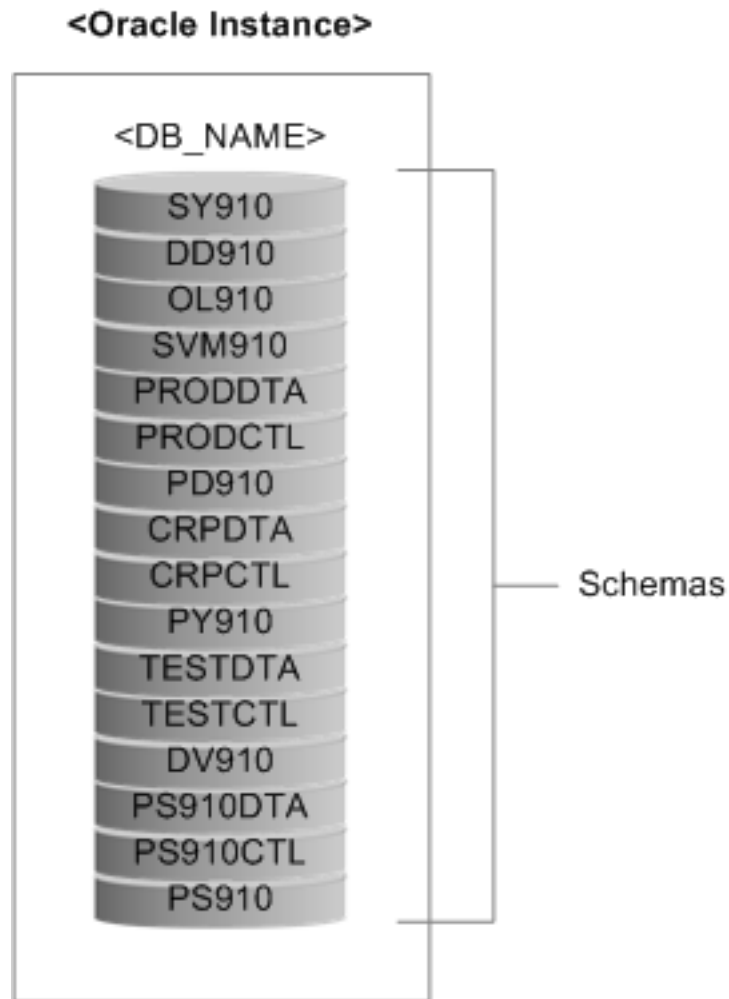 <Oracle Instance>
<DB_NAME>
SY910
DD910
OL910
SVM910
PRODDTA
PRODCTL
PD910
CRPDTA
CRPCTL
Schemas
PY910
TESTDTA
TESTCTL
DV910
PS910DTA
PS910CTL
PS910